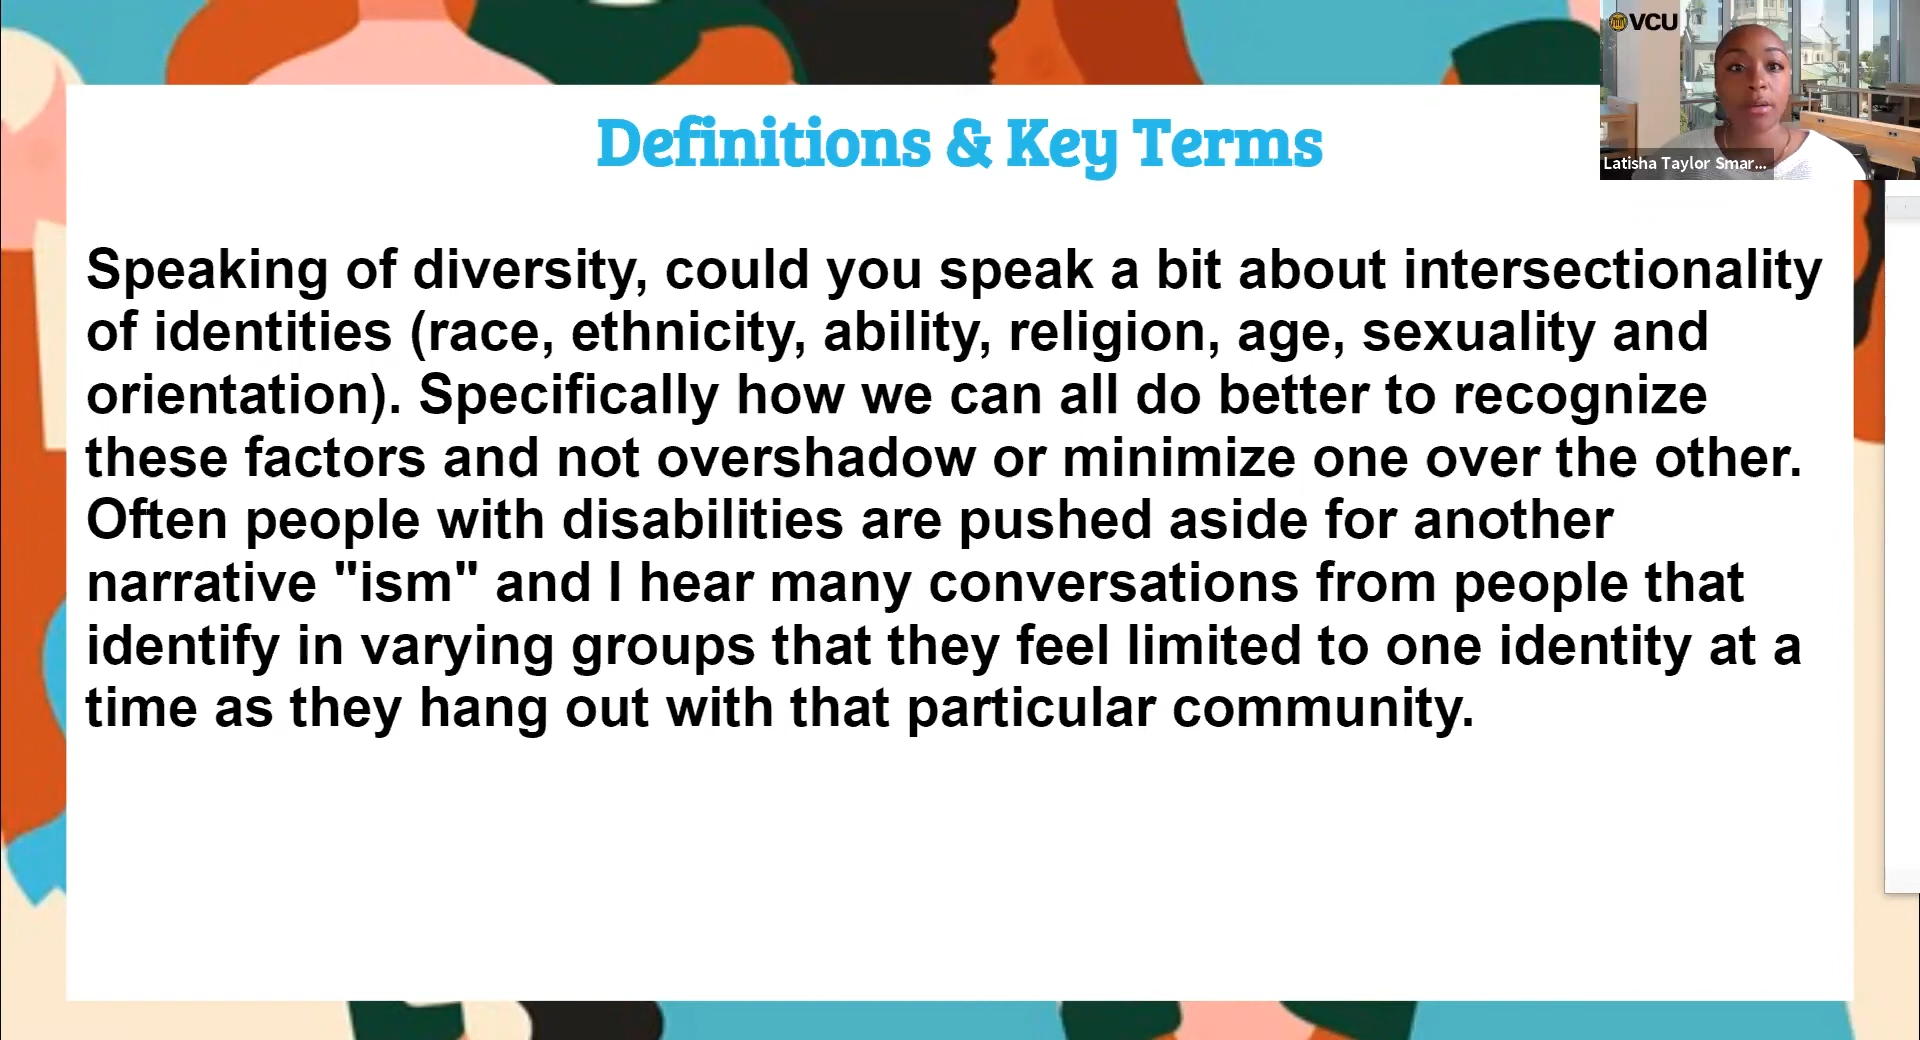 VCU
Latisha Taylor Smar...
Definitions & Key Terms
Speaking of diversity, could you speak a bit about intersectionality
of identities (race, ethnicity, ability, religion, age, sexuality and
orientation). Specifically how we can all do better to recognize
these factors and not overshadow or minimize one over the other.
Often people with disabilities are pushed aside for another
narrative "ism" and I hear many conversations from people that
identify in varying groups that they feel limited to one identity at a
time as they hang out with that particular community.